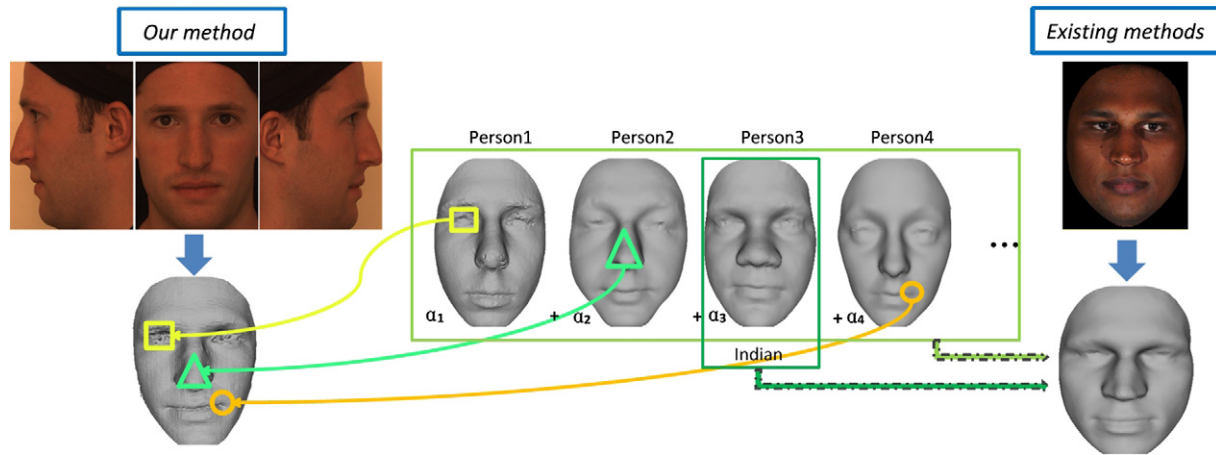 Our method
Existing methods
Person1
Person2
Person3
Person4
...
α1
+ α2
+ α3
+ α4
Indian